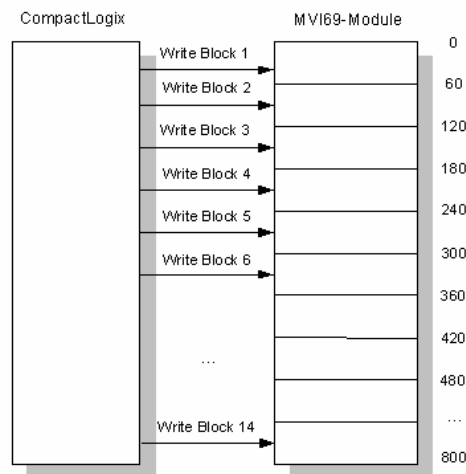 CompactLogix
MVI69-Module
0
Write Block 1
60
Write Block 2
120
Write Block 3
180
Write Block 4
240
Write Block 5
300
Write Block 6
360
420
...
480
...
Write Block 14
800